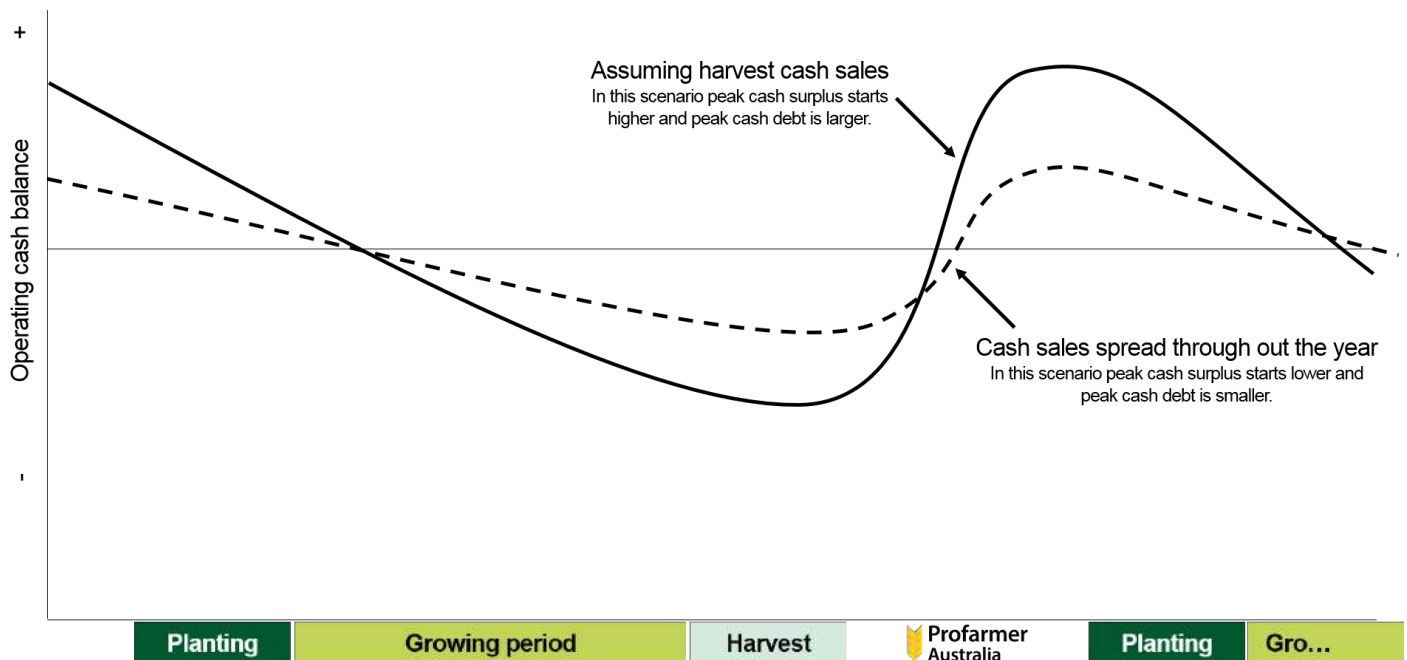 +
Operating cash balance
-
Assuming harvest cash sales
In this scenario peak cash surplus starts
higher and peak cash debt is larger.
Cash sales spread through out the year
In this scenario peak cash surplus starts lower and
peak cash debt is smaller.
Planting
Growing period
Harvest
Profarmer
Australia
Planting
Gro...